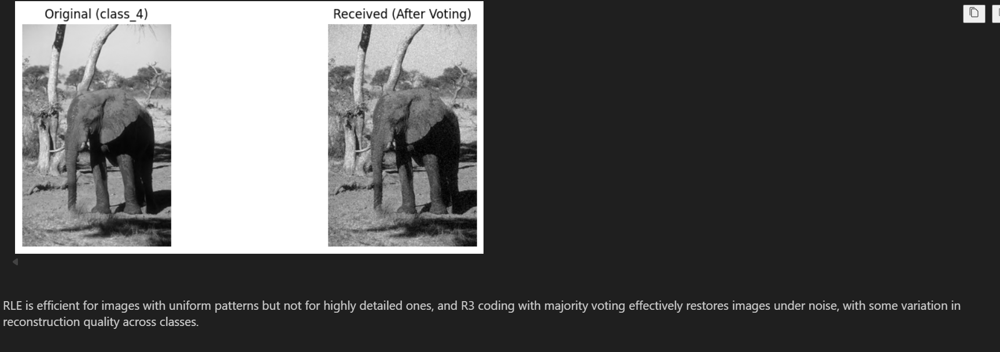 Original (class_4)
Received (After Voting)
RLE is efficient for images with uniform patterns but not for highly detailed ones, and R3 coding with majority voting effectively restores images under noise, with some variation in
reconstruction quality across classes.